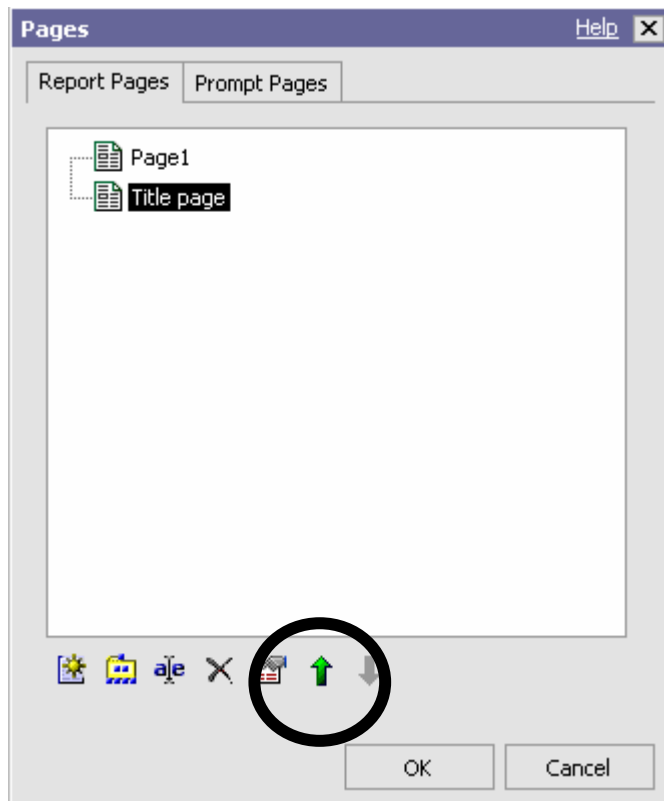 Pages Help
Report Pages Prompt Pages
Page1
Title page
a e
OK Cancel